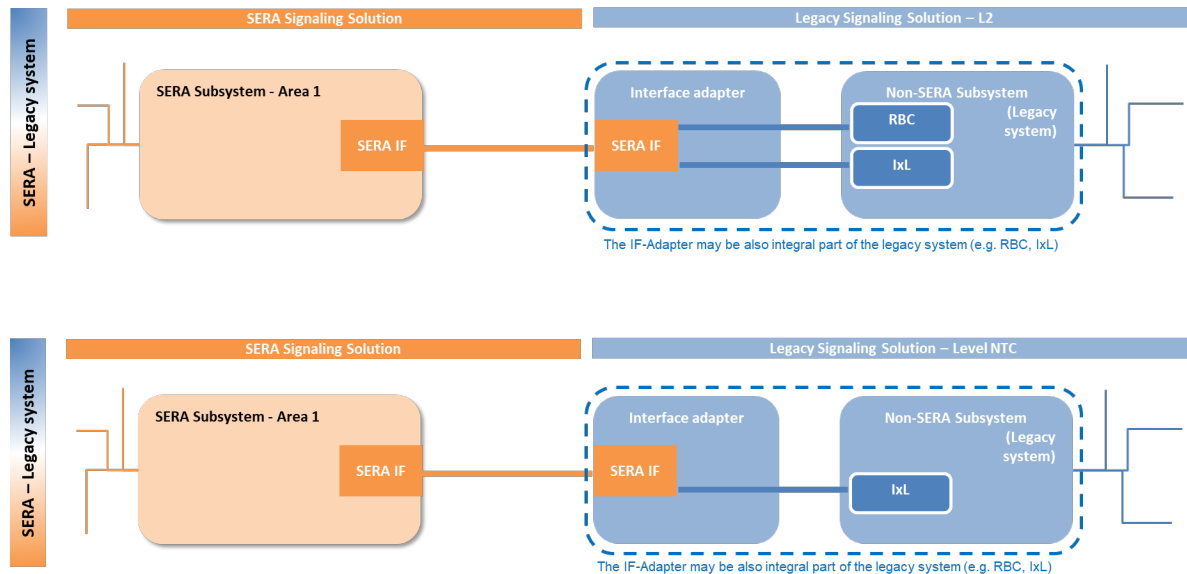 SERA – Legacy system
SERA Signaling Solution
Legacy Signaling Solution – L2
SERA Subsystem - Area 1
SERA IF
Interface adapter
SERA IF
Non-SERA Subsystem
(Legacy
system)
RBC
IxL
The IF-Adapter may be also integral part of the legacy system (e.g. RBC, IxL)
SERA – Legacy system
SERA Signaling Solution
Legacy Signaling Solution – Level NTC
SERA Subsystem - Area 1
SERA IF
Interface adapter
SERA IF
Non-SERA Subsystem
(Legacy
system)
IxL
The IF-Adapter may be also integral part of the legacy system (e.g. RBC, IxL)